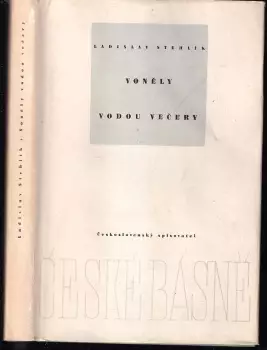 LADISLAV STEHLÍK
VONĚLY
VODOU VEČERY
Československý spisovatel
ČESKÉ BÁSNĚ
Ladislav Stehlík : Voněly vodou večery